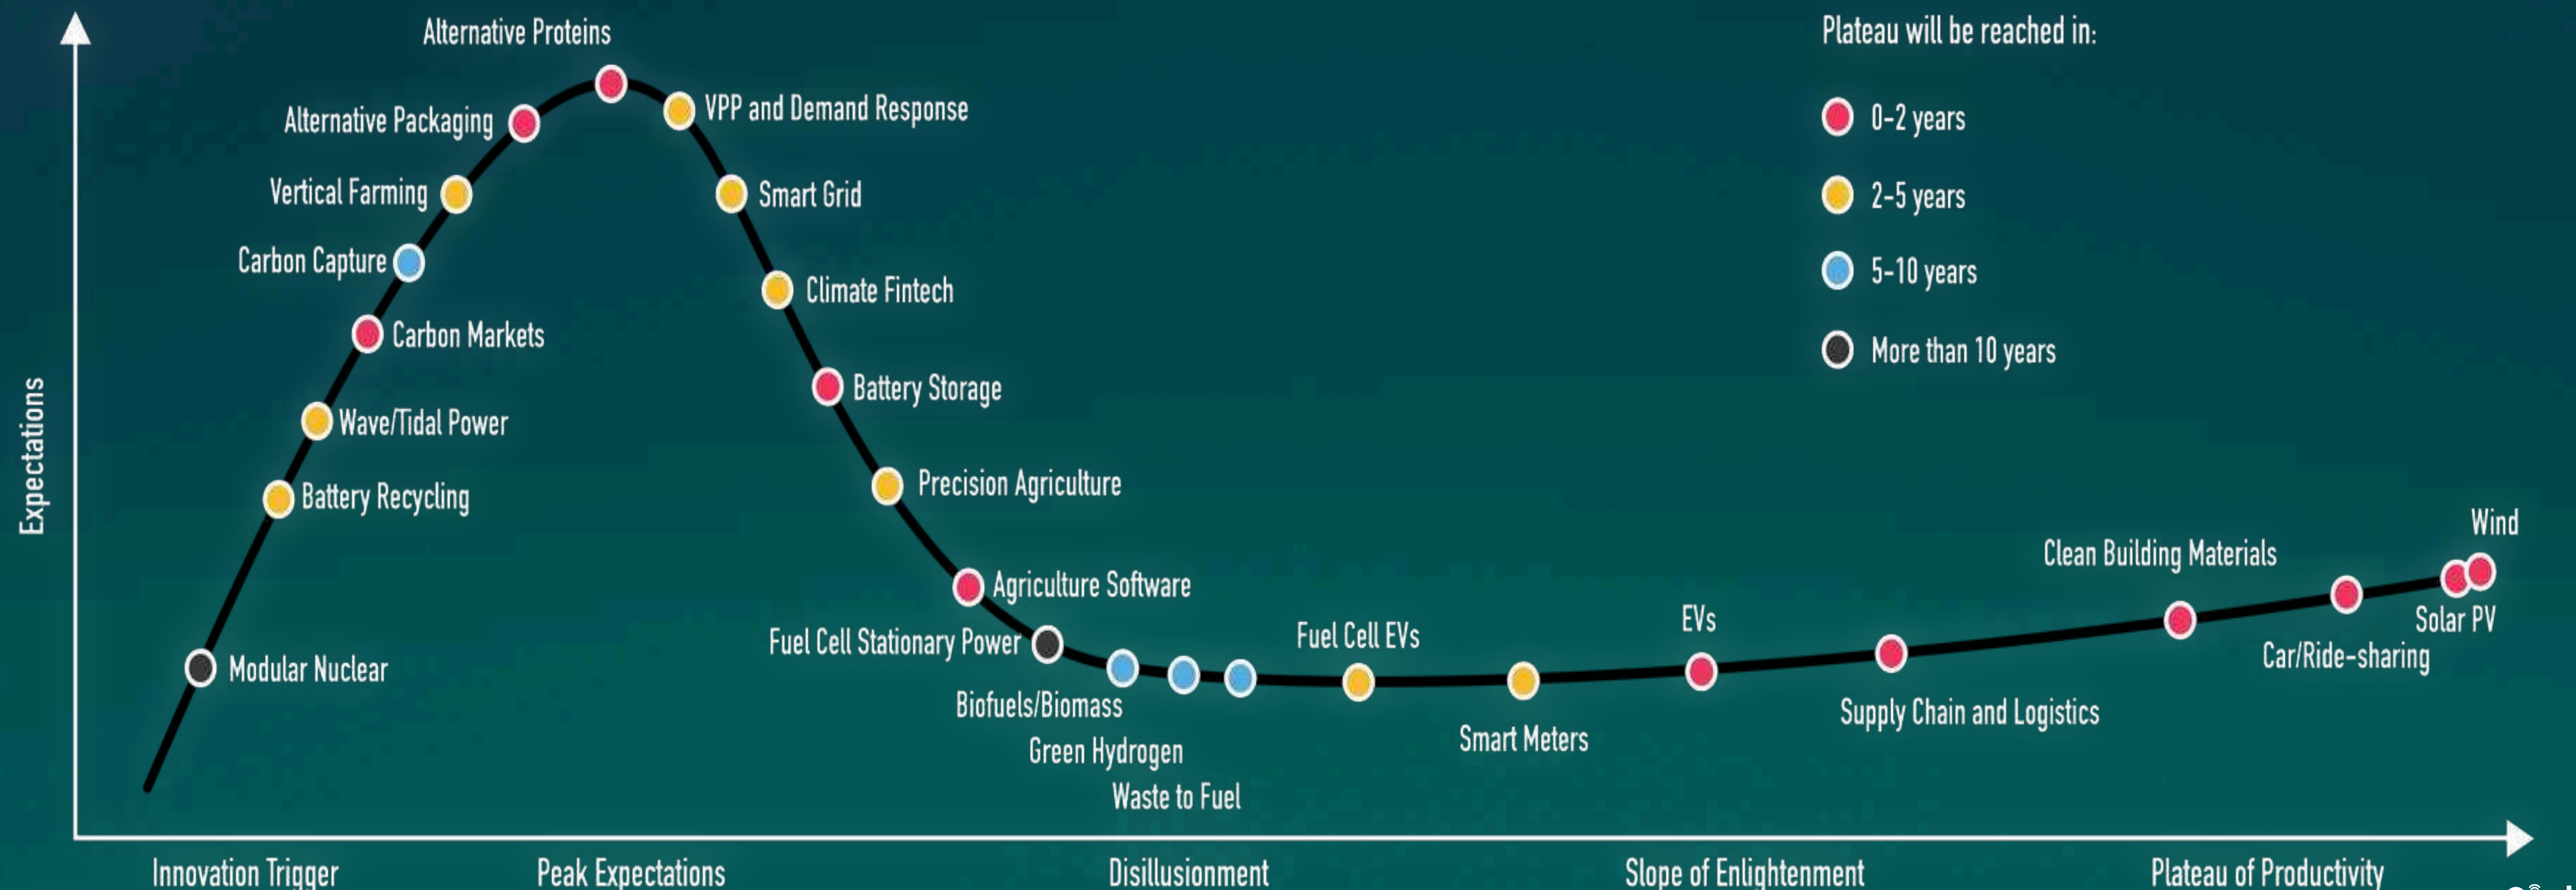 Alternative Proteins
Plateau will be reached in:
Alternative Packaging
VPP and Demand Response
0-2 years
Vertical Farming
Smart Grid
2-5 years
Carbon Capture
Climate Fintech
5-10 years
Carbon Markets
More than 10 years
Battery Storage
Wave/Tidal Power
Expectations
Battery Recycling
Precision Agriculture
Wind
Clean Building Materials
Agriculture Software
EVs
Solar PV
Fuel Cell EVs
Fuel Cell Stationary Power
Car/Ride-sharing
Modular Nuclear
Biofuels/Biomass
Supply Chain and Logistics
Smart Meters
Green Hydrogen
Waste to Fuel
Innovation Trigger
Peak Expectations
Disillusionment
Slope of Enlightenment
Plateau of Productivity